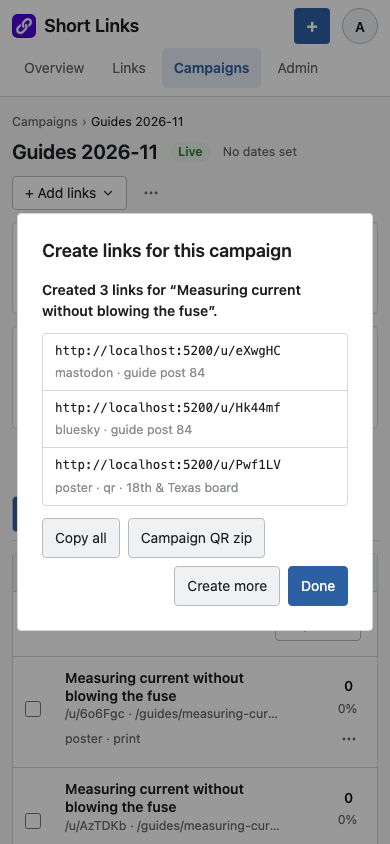 Short Links
+
A
Overview
Links
Campaigns
Admin
Campaigns › Guides 2026-11
Guides 2026-11
Live
No dates set
+ Add links
...
Create links for this campaign
Created 3 links for “Measuring current
without blowing the fuse”.
http://localhost:5200/u/eXwgHC
mastodon · guide post 84
http://localhost:5200/u/Hk44mf
bluesky · guide post 84
http://localhost:5200/u/Pwf1LV
poster · qr · 18th & Texas board
Copy all
Campaign QR zip
Create more
Done
Measuring current without
blowing the fuse
/u/6o6Fgc · /guides/measuring-cur...
poster · print
0
0%
...
Measuring current without
blowing the fuse
/u/AzTDKb · /guides/measuring-cur...
0
0%